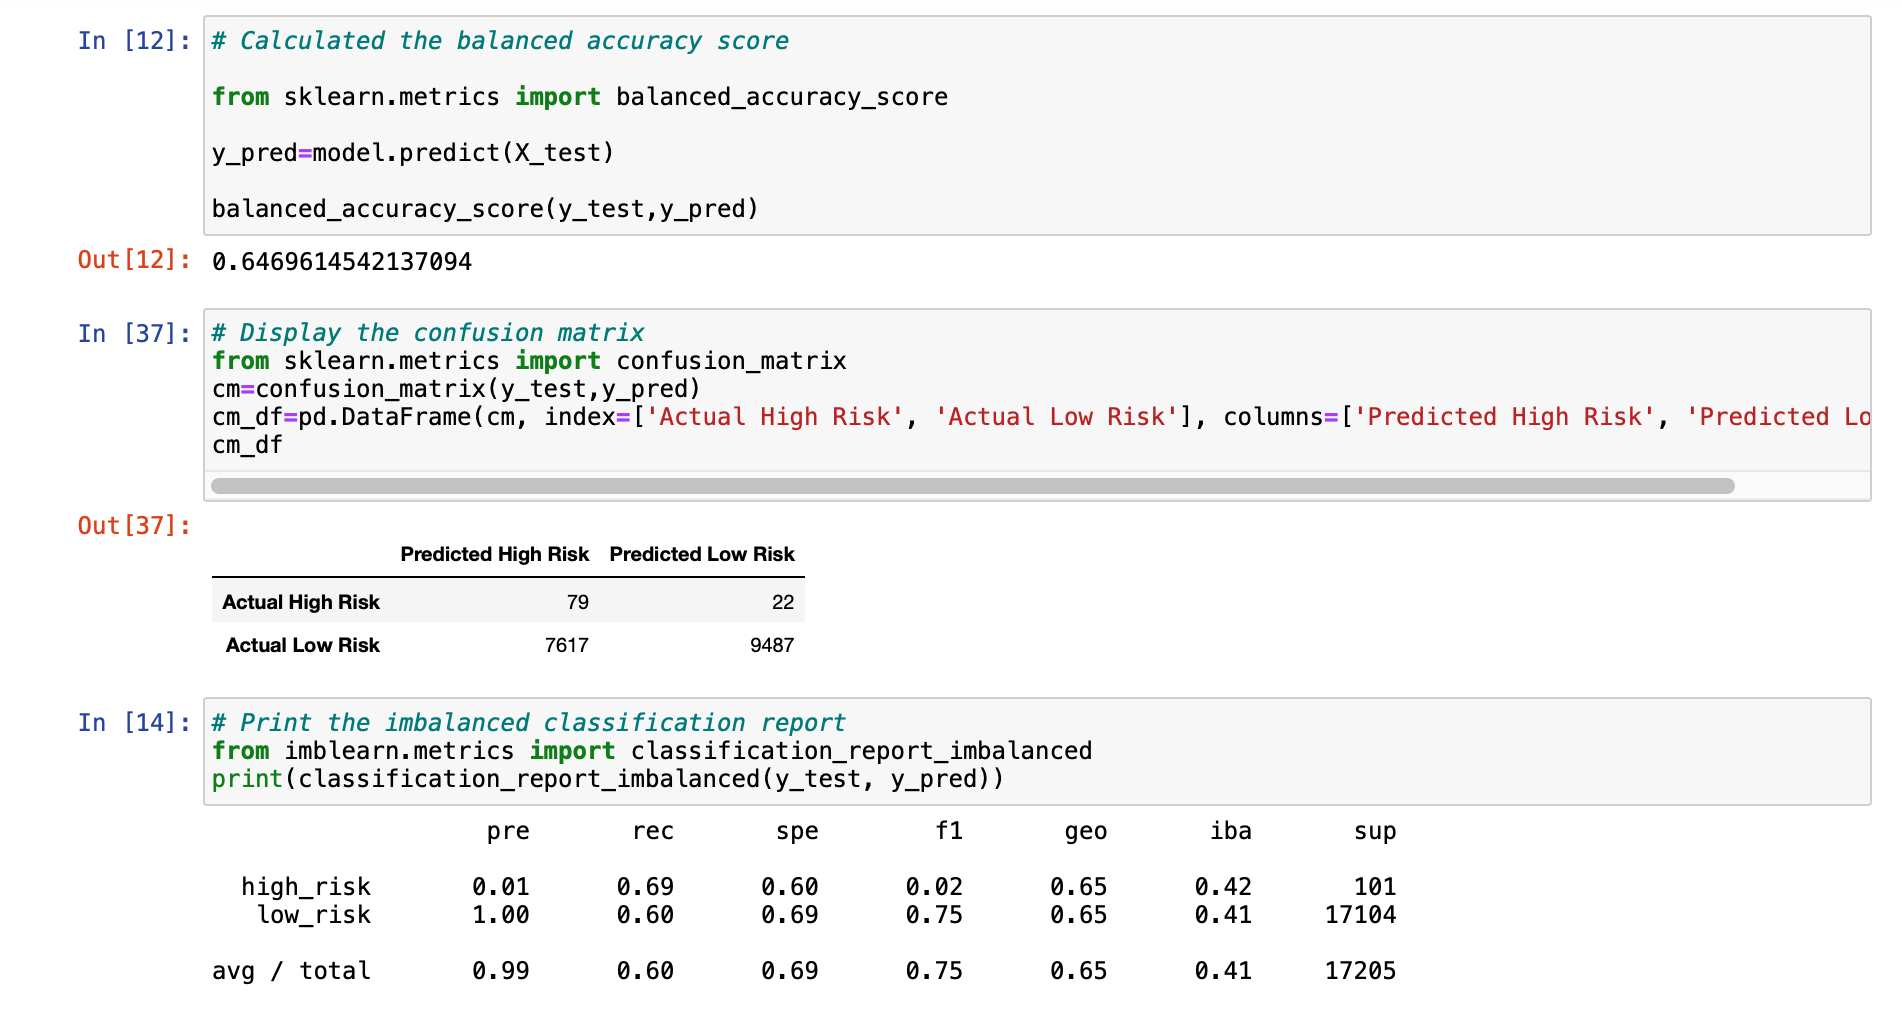 In [12]: # Calculated the balanced accuracy score
from sklearn.metrics import balanced_accuracy_score
y_pred=model.predict(X_test)
balanced_accuracy_score(y_test,y_pred)
Out[12]: 0.6469614542137094
In [37]: # Display the confusion matrix
from sklearn.metrics import confusion_matrix
cm=confusion_matrix(y_test,y_pred)
cm_df=pd.DataFrame(cm, index=['Actual High Risk', 'Actual Low Risk'], columns=['Predicted High Risk', 'Predicted Lo
cm_df
Out[37]:
Predicted High Risk Predicted Low Risk
Actual High Risk 79 22
Actual Low Risk 7617 9487
In [14]: # Print the imbalanced classification report
from imblearn.metrics import classification_report_imbalanced
print(classification_report_imbalanced(y_test, y_pred))
pre rec spe f1 geo iba sup
high_risk 0.01 0.69 0.60 0.02 0.65 0.42 101
low_risk 1.00 0.60 0.69 0.75 0.65 0.41 17104
avg / total 0.99 0.60 0.69 0.75 0.65 0.41 17205